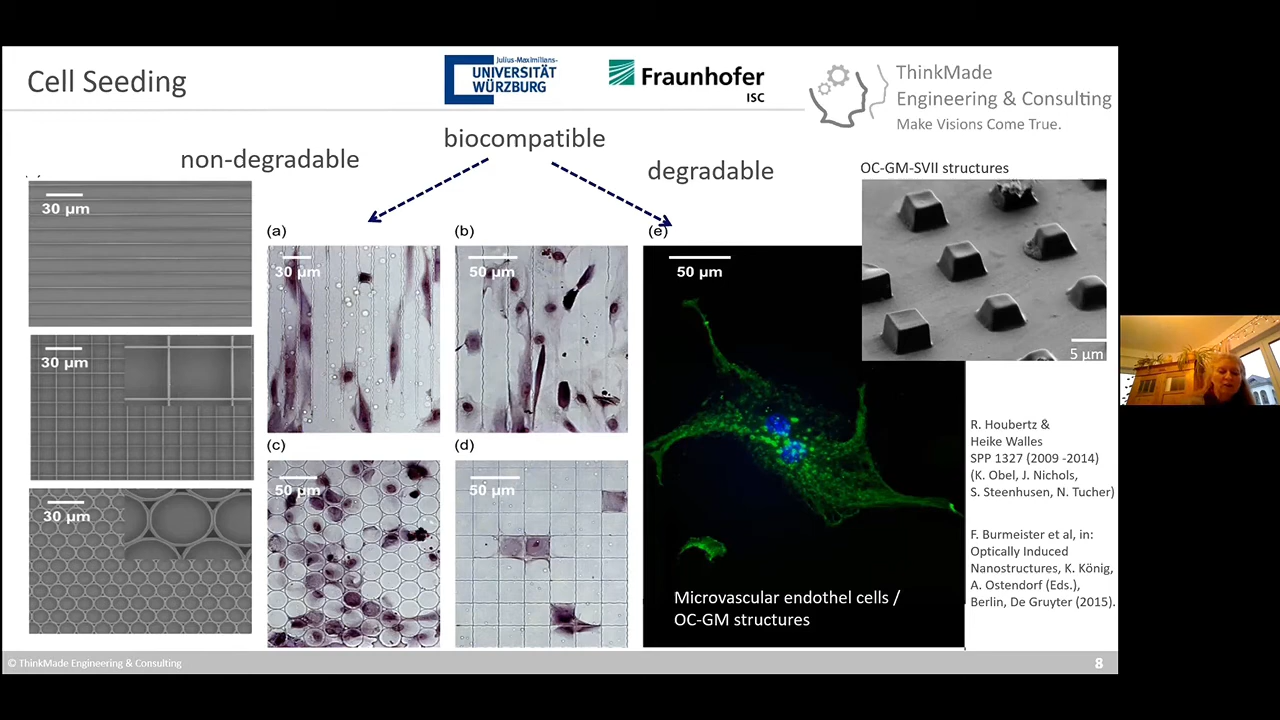 Cell Seeding
Julius-Maximilians-
UNIVERSITÄT
WÜRZBURG
Fraunhofer
ISC
ThinkMade
Engineering & Consulting
Make Visions Come True.
biocompatible
non-degradable
degradable
OC-GM-SVII structures
30 µm
30 µm
30 µm
(a)
30 µm
(b)
50 µm
(c)
50 µm
(d)
50 µm
(e)
50 µm
Microvascular endothel cells /
OC-GM structures
5 µm
R. Houbertz &
Heike Walles
SPP 1327 (2009 -2014)
(K. Obel, J. Nichols,
S. Steenhusen, N. Tucher)
F. Burmeister et al, in:
Optically Induced
Nanostructures, K. König,
A. Ostendorf (Eds.),
Berlin, De Gruyter (2015).
© ThinkMade Engineering & Consulting
8